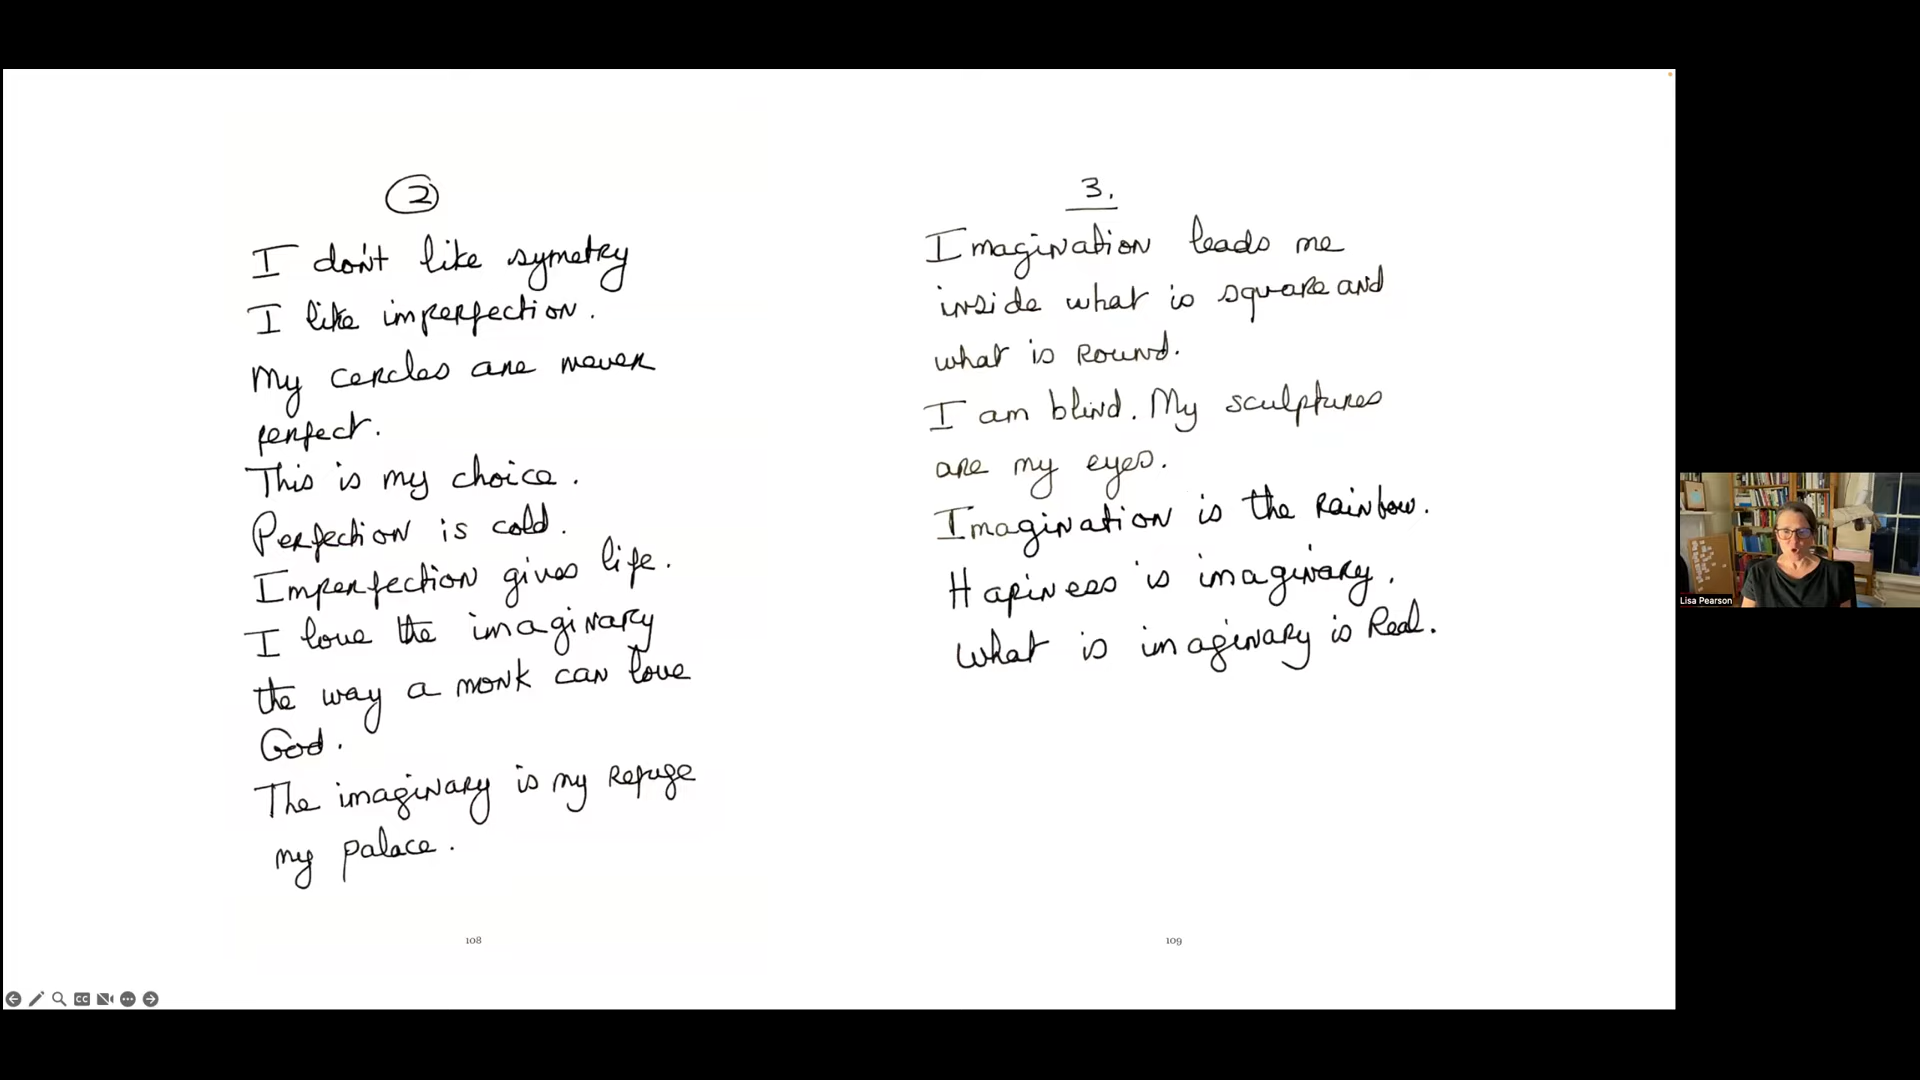 2
I don't like symetry
I like imperfection.
My cercles are never
perfect.
This is my choice.
Perfection is cold.
Imperfection gives life.
I love the imaginary
the way a monk can love
God.
The imaginary is my Refuge
my palace.
108
3.
Imagination leads me
inside what is square and
what is Round.
I am blind. My sculptures
are my eyes.
Imagination is the Rainbow.
Hapiness is imaginary.
What is imaginary is Real.
109
CC
Lisa Pearson